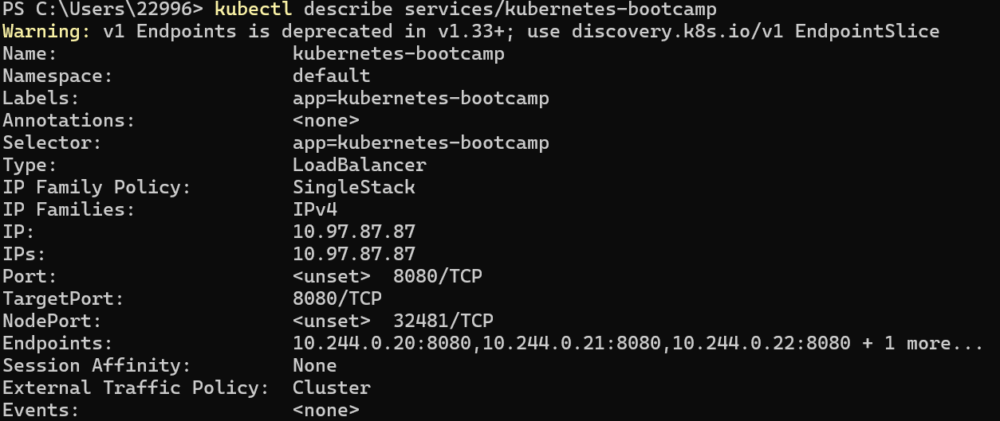 PS C:\Users\22996> kubectl describe services/kubernetes-bootcamp
Warning: v1 Endpoints is deprecated in v1.33+; use discovery.k8s.io/v1 EndpointSlice
Name:                     kubernetes-bootcamp
Namespace:                default
Labels:                   app=kubernetes-bootcamp
Annotations:              <none>
Selector:                 app=kubernetes-bootcamp
Type:                     LoadBalancer
IP Family Policy:         SingleStack
IP Families:              IPv4
IP:                       10.97.87.87
IPs:                      10.97.87.87
Port:                     <unset>  8080/TCP
TargetPort:               8080/TCP
NodePort:                 <unset>  32481/TCP
Endpoints:                10.244.0.20:8080,10.244.0.21:8080,10.244.0.22:8080 + 1 more...
Session Affinity:         None
External Traffic Policy:  Cluster
Events:                   <none>